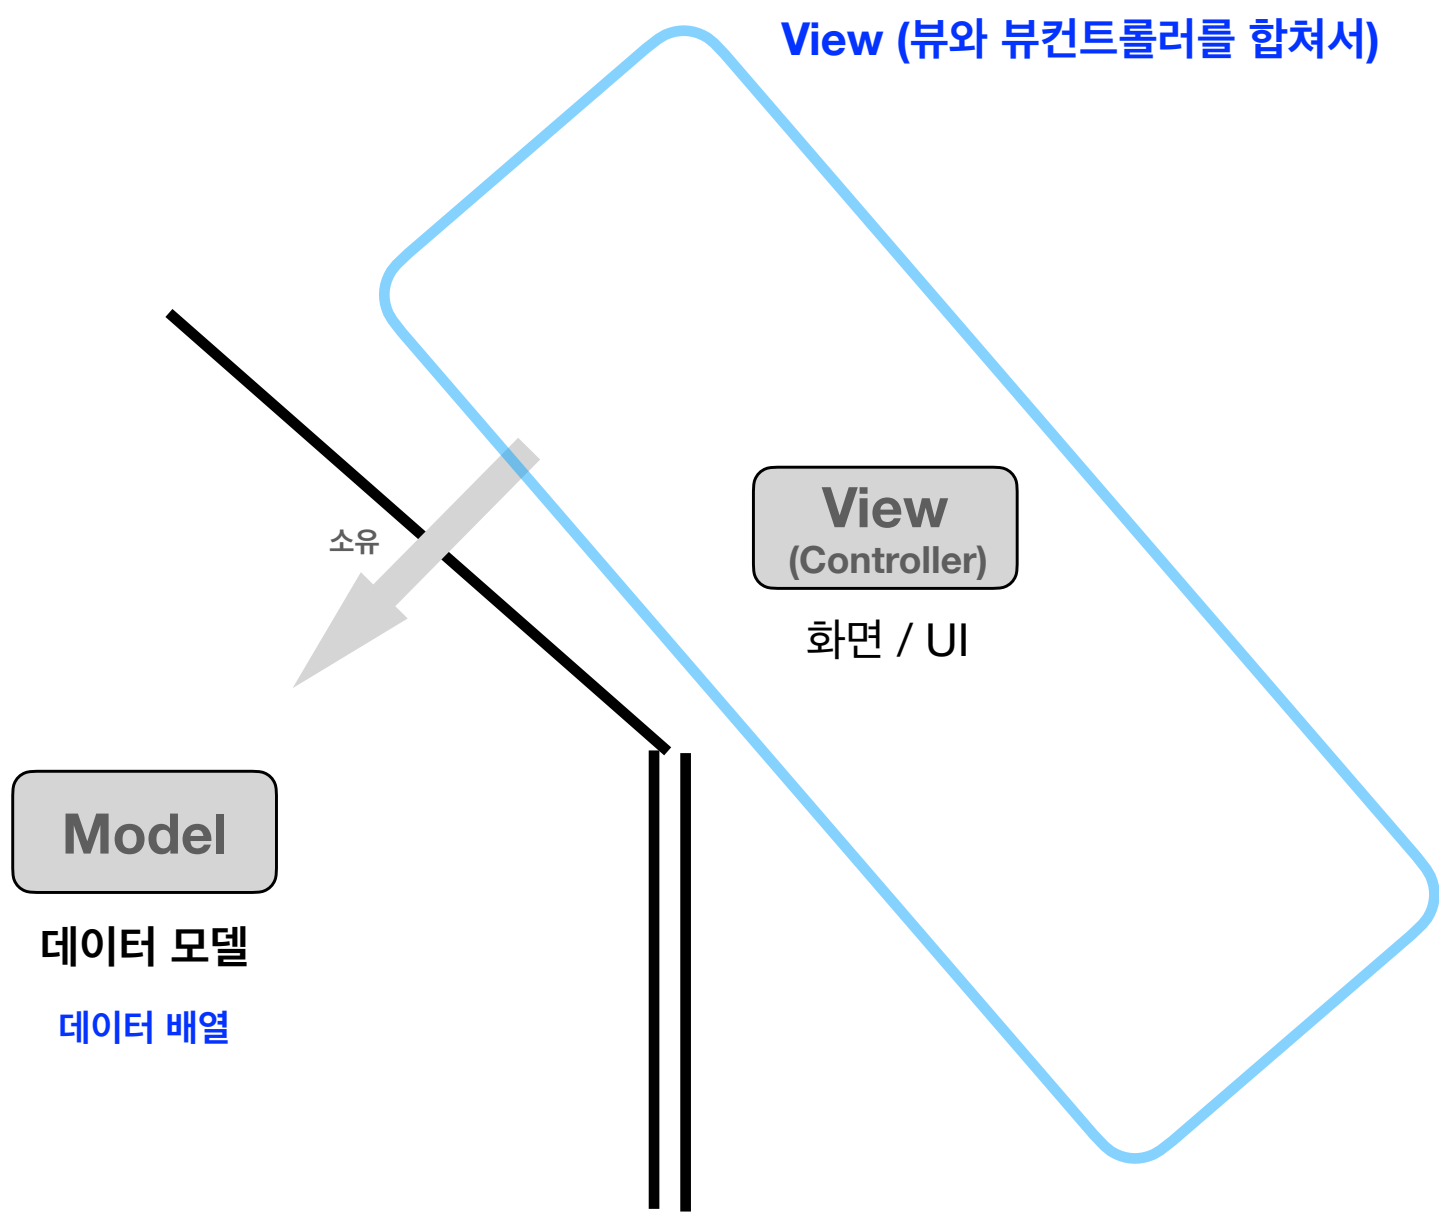 View (뷰와 뷰컨트롤러를 합쳐서)
View
(Controller)
화면 / UI
소유
Model
데이터 모델
데이터 배열